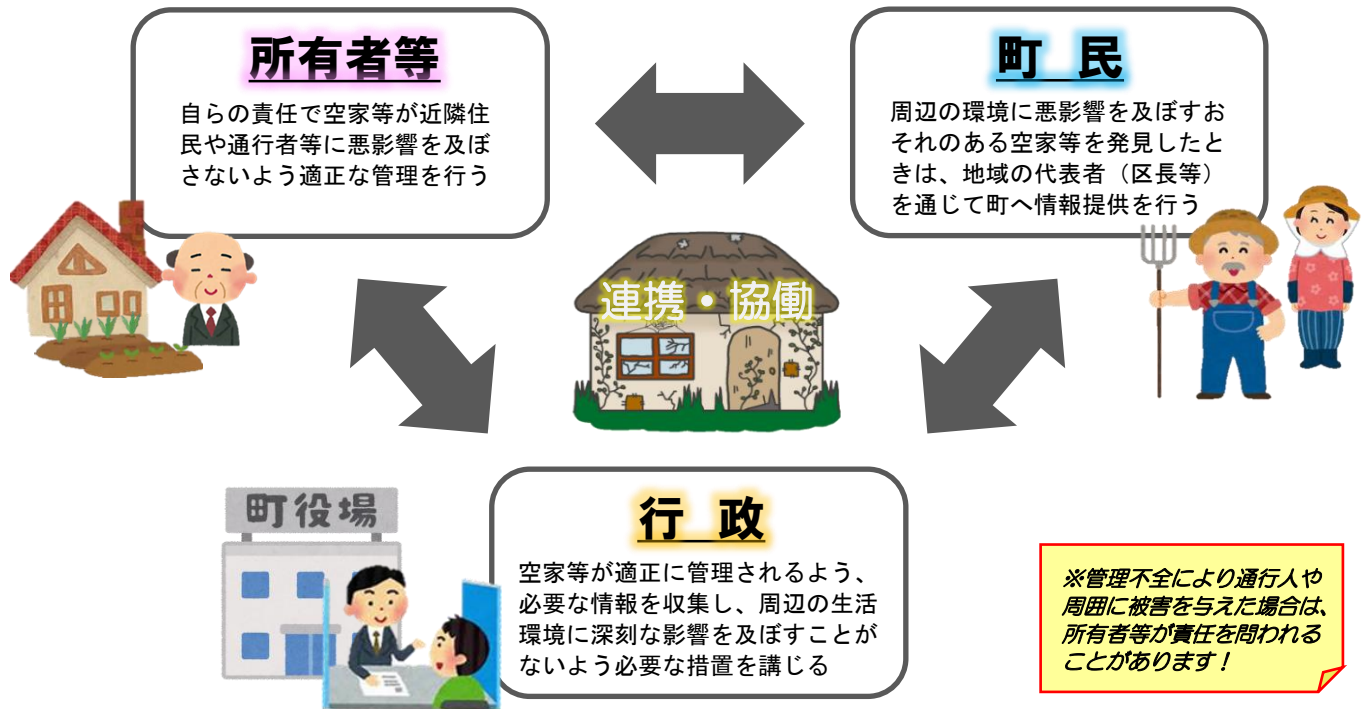 所有者等
自らの責任で空家等が近隣住
民や通行者等に悪影響を及ぼ
さないよう適正な管理を行う
町 民
周辺の環境に悪影響を及ぼすお
それのある空家等を発見したと
きは、地域の代表者（区長等）
を通じて町へ情報提供を行う
連携・協働
町役場
行 政
空家等が適正に管理されるよう、
必要な情報を収集し、周辺の生活
環境に深刻な影響を及ぼすことが
ないよう必要な措置を講じる
※管理不全により通行人や
周囲に被害を与えた場合は、
所有者等が責任を問われる
ことがあります！